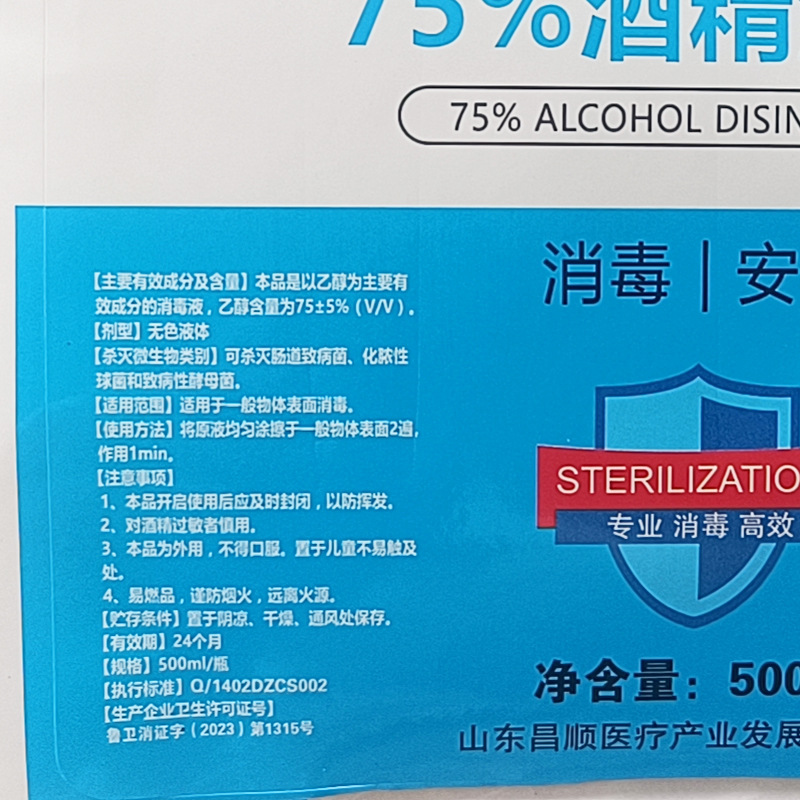 75%酒精
75% ALCOHOL DISIN
消毒｜安
【主要有效成分及含量】本品是以乙醇为主要有
效成分的消毒液，乙醇含量为75±5%（V/V）。
【剂型】无色液体
【杀灭微生物类别】可杀灭肠道致病菌、化脓性
球菌和致病性酵母菌。
【适用范围】适用于一般物体表面消毒。
【使用方法】将原液均匀涂擦于一般物体表面2遍，
作用1min。
【注意事项】
1、本品开启使用后应及时封闭，以防挥发。
2、对酒精过敏者慎用。
3、本品为外用，不得口服。置于儿童不易触及
处。
4、易燃品，谨防烟火，远离火源。
【贮存条件】置于阴凉、干燥、通风处保存。
【有效期】24个月
【规格】500ml/瓶
【执行标准】Q/1402DZCS002
【生产企业卫生许可证号】
鲁卫消证字（2023）第1315号
STERILIZATIO
专业 消毒 高效
净含量：500
山东昌顺医疗产业发展